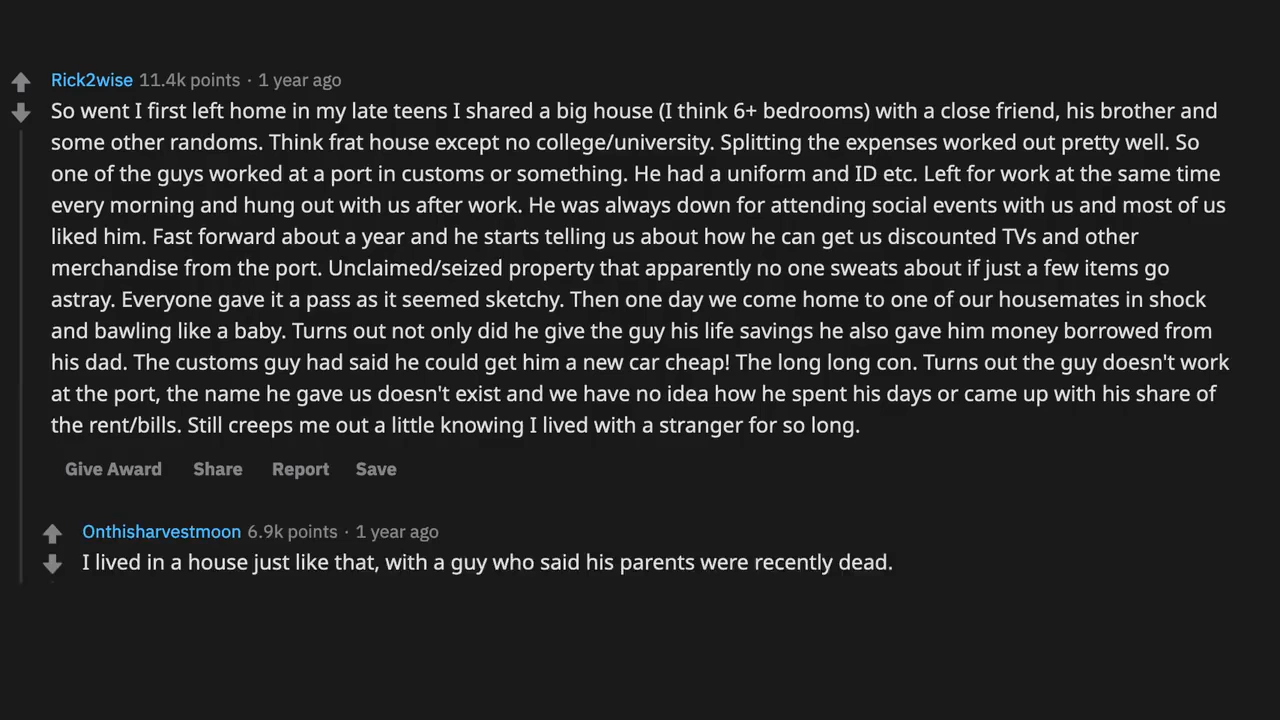 Rick2wise 11.4k points · 1 year ago
So went I first left home in my late teens I shared a big house (I think 6+ bedrooms) with a close friend, his brother and
some other randoms. Think frat house except no college/university. Splitting the expenses worked out pretty well. So
one of the guys worked at a port in customs or something. He had a uniform and ID etc. Left for work at the same time
every morning and hung out with us after work. He was always down for attending social events with us and most of us
liked him. Fast forward about a year and he starts telling us about how he can get us discounted TVs and other
merchandise from the port. Unclaimed/seized property that apparently no one sweats about if just a few items go
astray. Everyone gave it a pass as it seemed sketchy. Then one day we come home to one of our housemates in shock
and bawling like a baby. Turns out not only did he give the guy his life savings he also gave him money borrowed from
his dad. The customs guy had said he could get him a new car cheap! The long long con. Turns out the guy doesn't work
at the port, the name he gave us doesn't exist and we have no idea how he spent his days or came up with his share of
the rent/bills. Still creeps me out a little knowing I lived with a stranger for so long.
Give Award Share Report Save
Onthisharvestmoon 6.9k points · 1 year ago
I lived in a house just like that, with a guy who said his parents were recently dead.